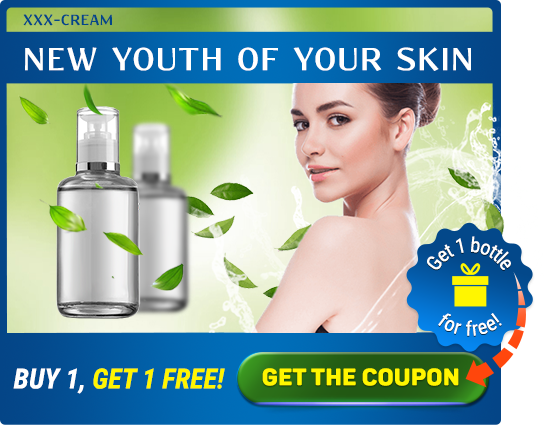 XXX-CREAM
NEW YOUTH OF YOUR SKIN
Get 1 bottle
for free!
BUY 1, GET 1 FREE!
GET THE COUPON